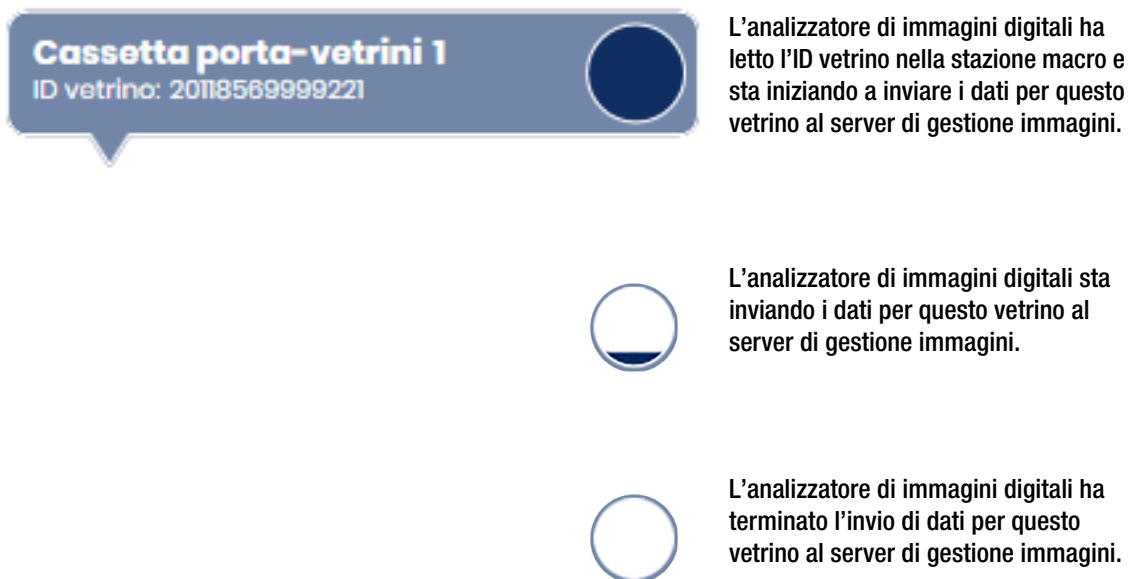 Cassetta porta-vetrini 1
ID vetrino: 20118569999221
L’analizzatore di immagini digitali ha
letto l’ID vetrino nella stazione macro e
sta iniziando a inviare i dati per questo
vetrino al server di gestione immagini.
L’analizzatore di immagini digitali sta
inviando i dati per questo vetrino al
server di gestione immagini.
L’analizzatore di immagini digitali ha
terminato l’invio di dati per questo
vetrino al server di gestione immagini.